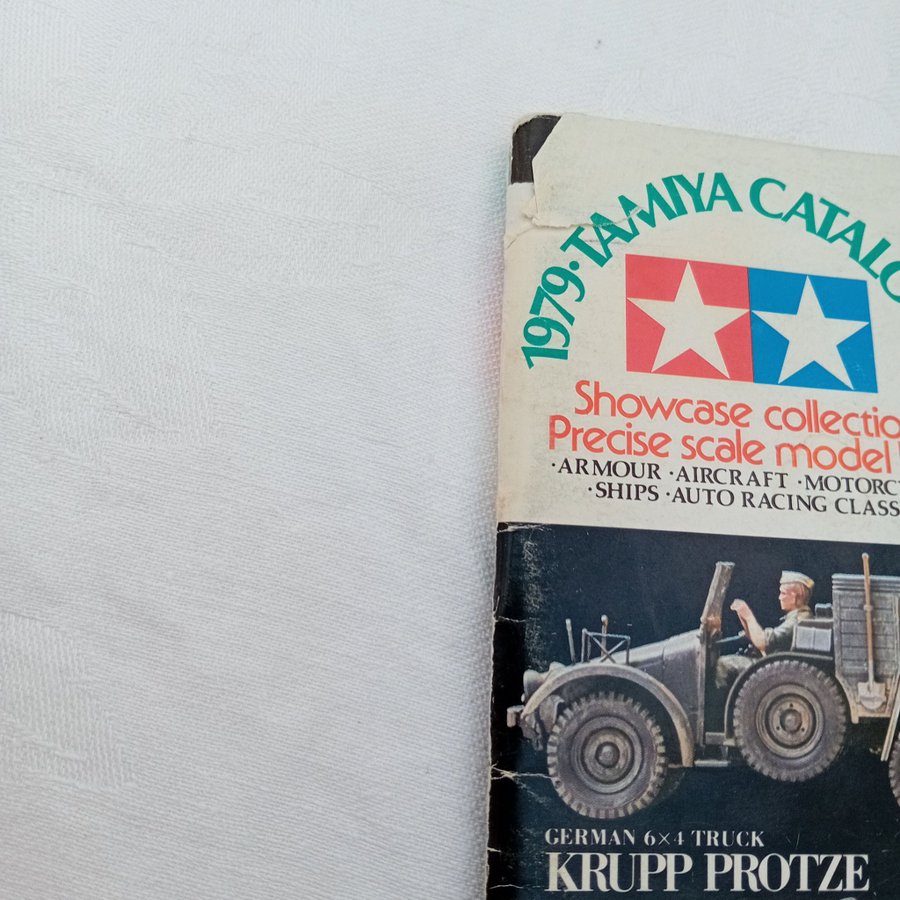 1979·TAMIYA CATALO
Showcase collectio
Precise scale model
·ARMOUR ·AIRCRAFT ·MOTORC
·SHIPS ·AUTO RACING CLASS
GERMAN 6×4 TRUCK
KRUPP PROTZE